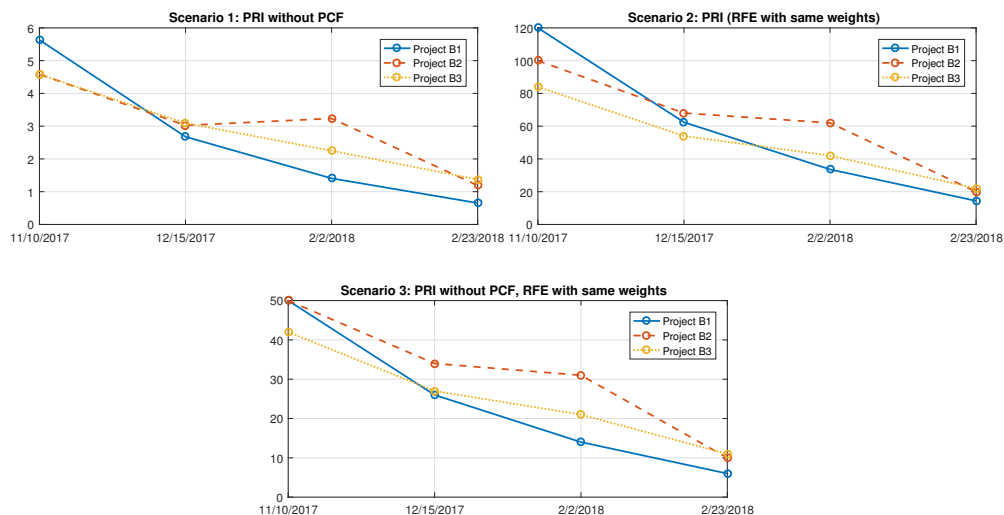 Scenario 1: PRI without PCF
6
5
4
3
2
1
0
11/10/2017 12/15/2017 2/2/2018 2/23/2018
Project B1
Project B2
Project B3
Scenario 2: PRI (RFE with same weights)
120
100
80
60
40
20
0
11/10/2017 12/15/2017 2/2/2018 2/23/2018
Project B1
Project B2
Project B3
Scenario 3: PRI without PCF, RFE with same weights
50
40
30
20
10
0
11/10/2017 12/15/2017 2/2/2018 2/23/2018
Project B1
Project B2
Project B3